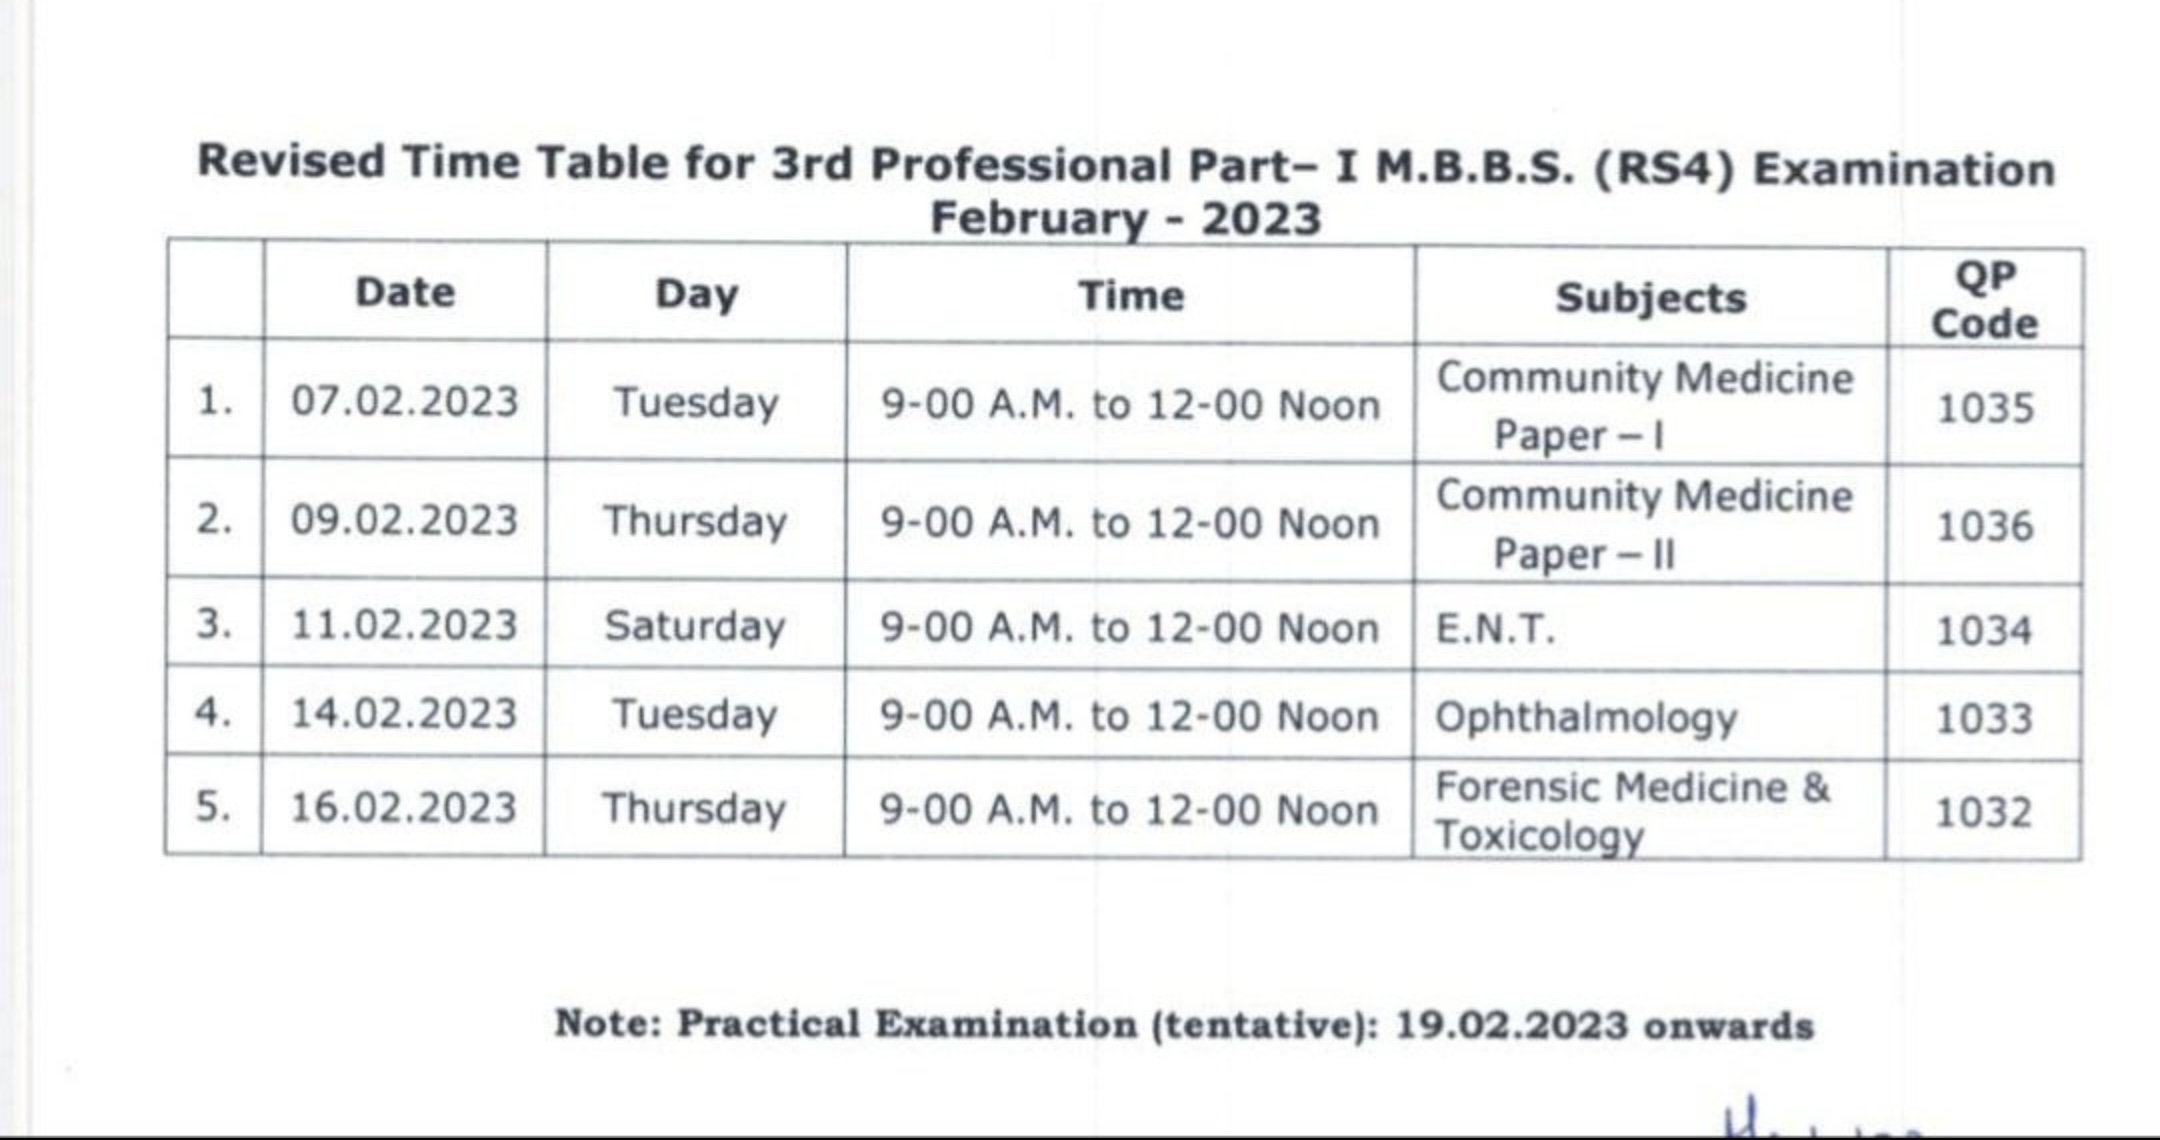 Revised Time Table for 3rd Professional Part– I M.B.B.S. (RS4) Examination
February - 2023
Date Day Time Subjects QP Code
1. 07.02.2023 Tuesday 9-00 A.M. to 12-00 Noon Community Medicine Paper – I 1035
2. 09.02.2023 Thursday 9-00 A.M. to 12-00 Noon Community Medicine Paper – II 1036
3. 11.02.2023 Saturday 9-00 A.M. to 12-00 Noon E.N.T. 1034
4. 14.02.2023 Tuesday 9-00 A.M. to 12-00 Noon Ophthalmology 1033
5. 16.02.2023 Thursday 9-00 A.M. to 12-00 Noon Forensic Medicine & Toxicology 1032
Note: Practical Examination (tentative): 19.02.2023 onwards